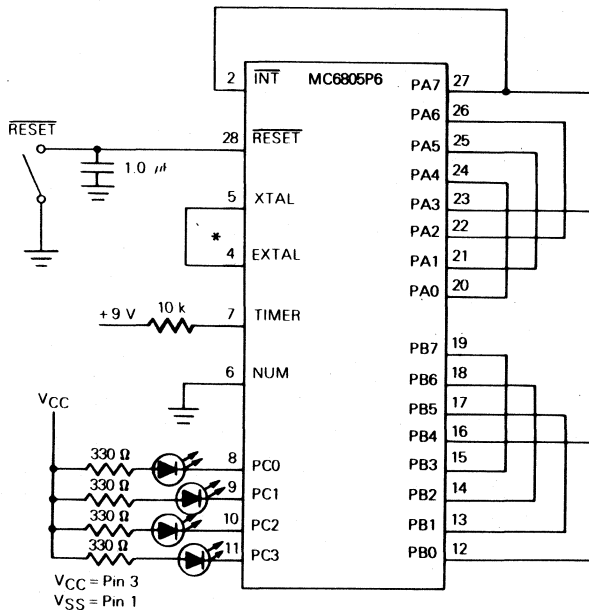 MC6805P6
2 INT
PA7 27
PA6 26
RESET
28 RESET
PA5 25
1.0 µf
PA4 24
5 XTAL
PA3 23
*
PA2 22
4 EXTAL
PA1 21
PA0 20
+9 V 10 k 7 TIMER
PB7 19
6 NUM
PB6 18
VCC
PB5 17
PB4 16
330 Ω 8 PC0
PB3 15
330 Ω 9 PC1
PB2 14
330 Ω 10 PC2
PB1 13
330 Ω 11 PC3
PB0 12
VCC = Pin 3
VSS = Pin 1